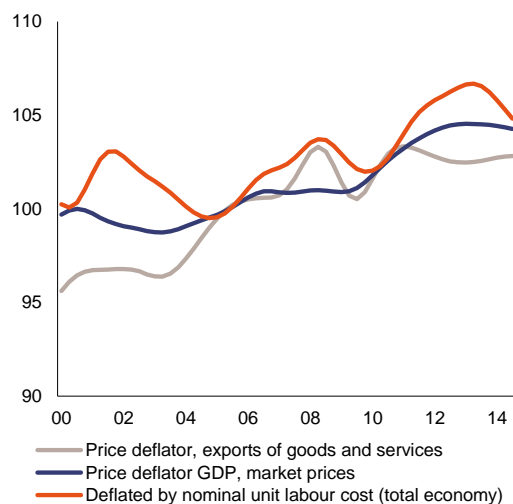 110
105
100
95
90
00 02 04 06 08 10 12 14
Price deflator, exports of goods and services
Price deflator GDP, market prices
Deflated by nominal unit labour cost (total economy)